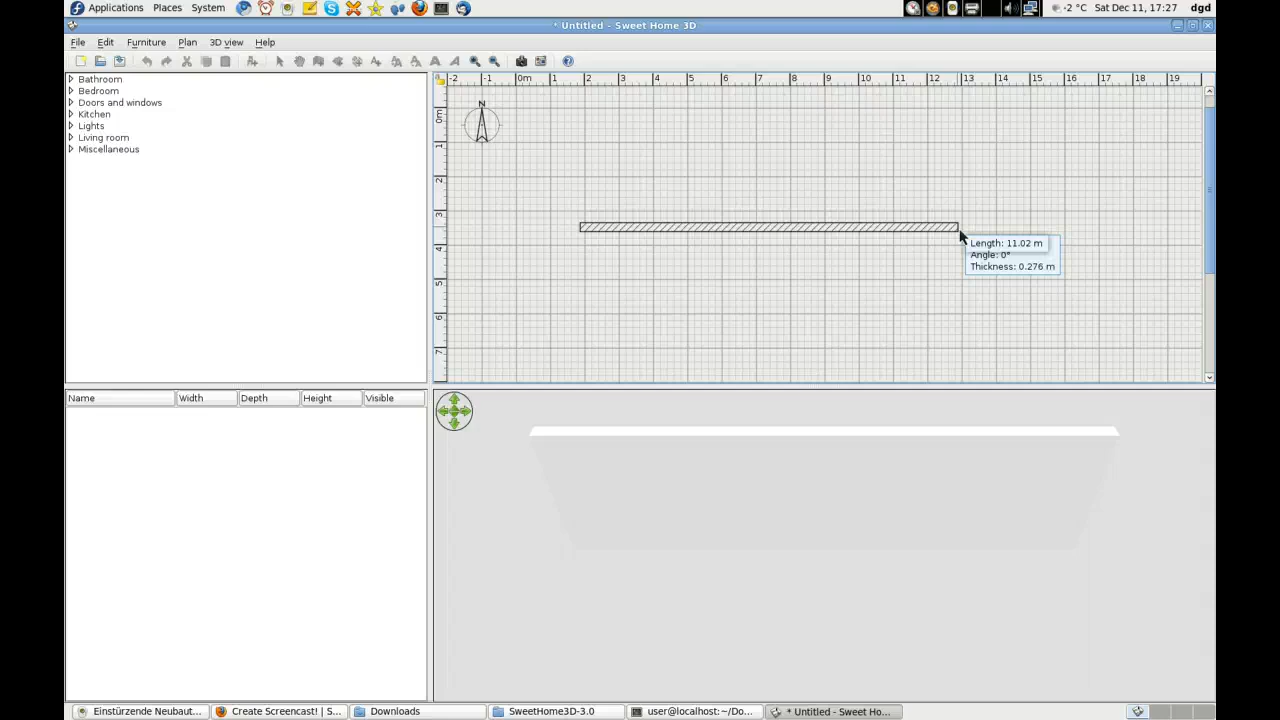 Applications Places System -2 °C Sat Dec 11, 17:27 dgd
* Untitled - Sweet Home 3D
File Edit Furniture Plan 3D view Help
Bathroom
Bedroom
Doors and windows
Kitchen
Lights
Living room
Miscellaneous
-2 -1 0m 1 2 3 4 5 6 7 8 9 10 11 12 13 14 15 16 17 18 19
N
0m
1
2
3
4
5
6
7
Length: 11.02 m
Angle: 0°
Thickness: 0.276 m
Name Width Depth Height Visible
Einstürzende Neubaut... Create Screencast! | S... Downloads SweetHome3D-3.0 user@localhost:~/Do... * Untitled - Sweet Ho...